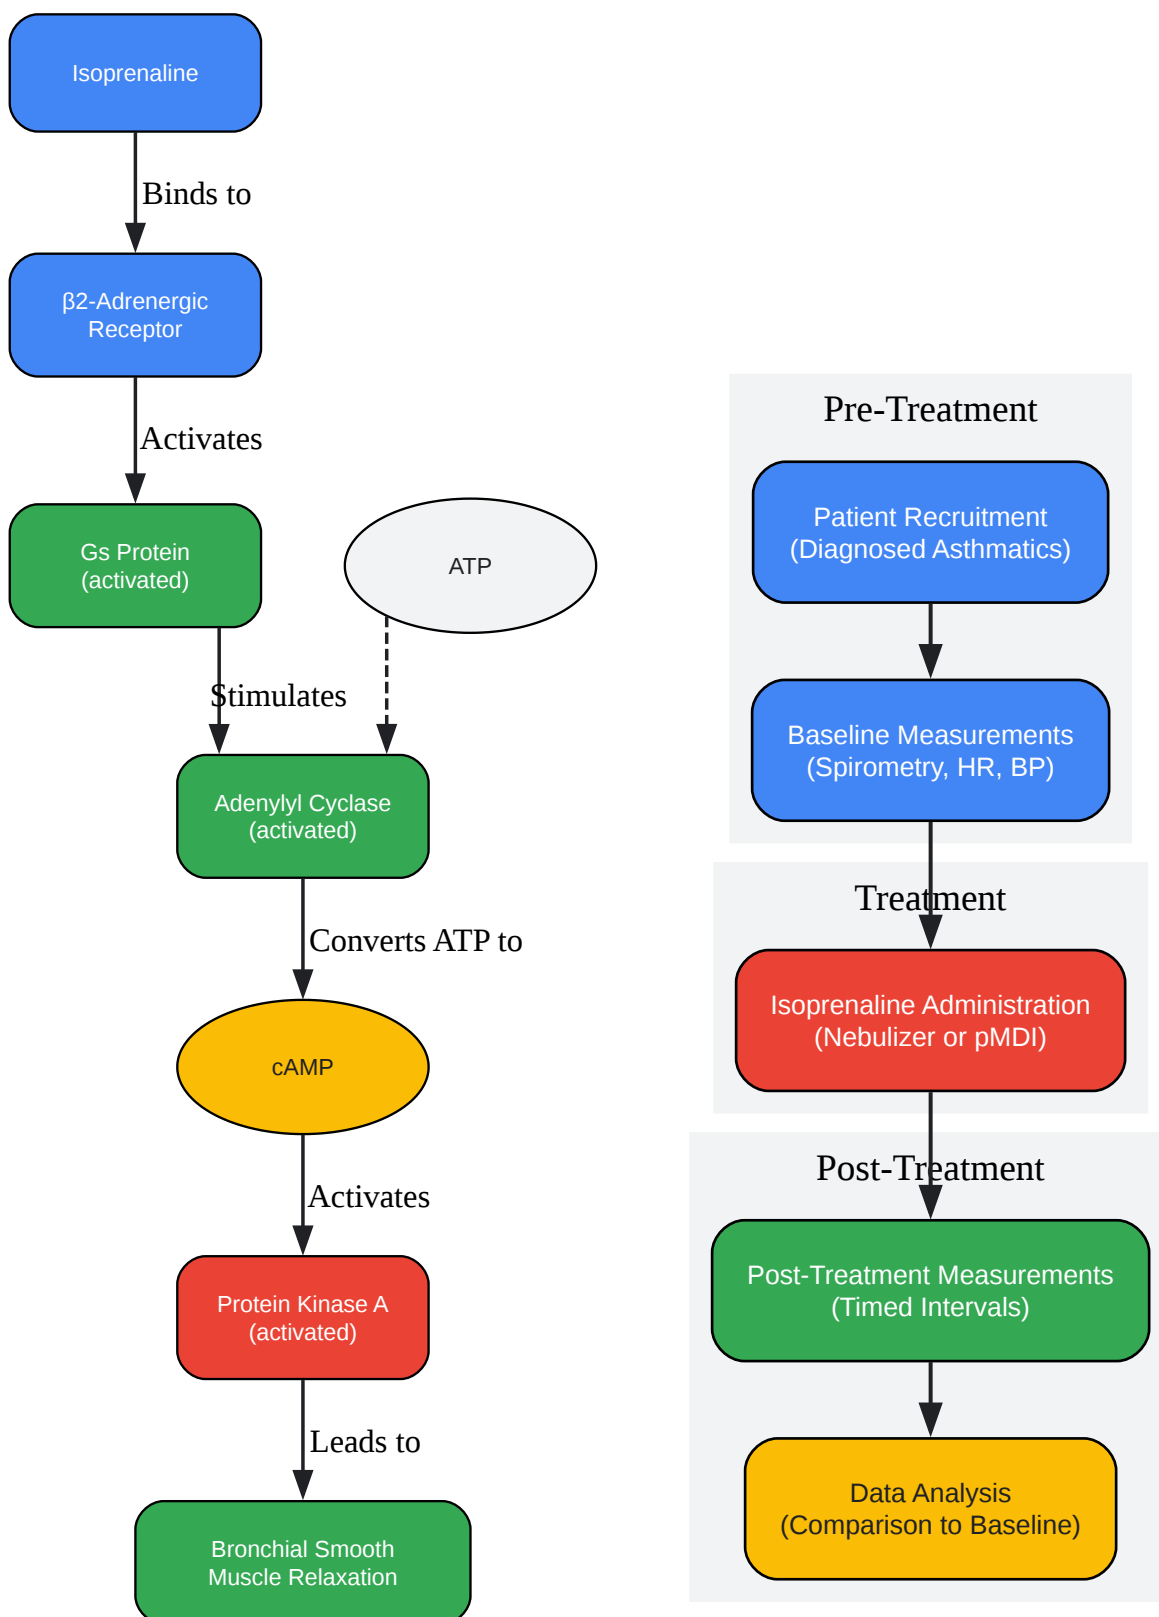 Isoprenaline
Binds to
β2-Adrenergic
Receptor
Activates
Gs Protein
(activated)
ATP
Stimulates
Adenylyl Cyclase
(activated)
Converts ATP to
cAMP
Activates
Protein Kinase A
(activated)
Leads to
Bronchial Smooth
Muscle Relaxation
Pre-Treatment
Patient Recruitment
(Diagnosed Asthmatics)
Baseline Measurements
(Spirometry, HR, BP)
Treatment
Isoprenaline Administration
(Nebulizer or pMDI)
Post-Treatment
Post-Treatment Measurements
(Timed Intervals)
Data Analysis
(Comparison to Baseline)